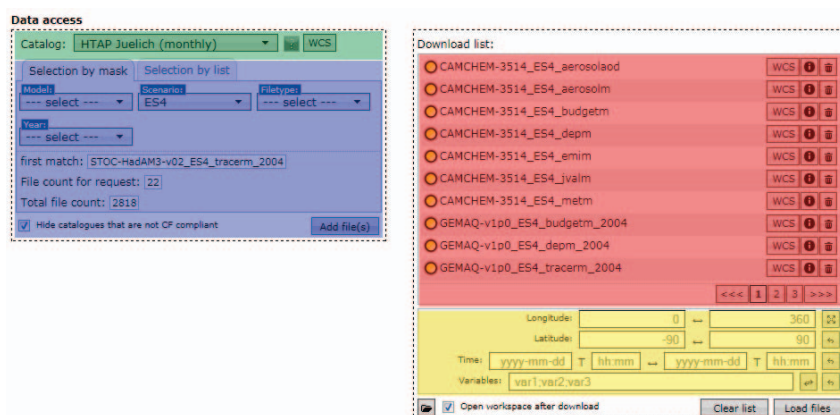 Data access
Catalog: HTAP Juelich (monthly) WCS
Selection by mask Selection by list
Model: Scenario: Filetype:
--- select --- ES4 --- select ---
Year:
--- select ---
first match: STOC-HadAM3-v02_ES4_tracerm_2004
File count for request: 22
Total file count: 2818
Hide catalogues that are not CF compliant Add file(s)
Download list:
CAMCHEM-3514_ES4_aerosolaod WCS
CAMCHEM-3514_ES4_aerosolm WCS
CAMCHEM-3514_ES4_budgetm WCS
CAMCHEM-3514_ES4_depm WCS
CAMCHEM-3514_ES4_emim WCS
CAMCHEM-3514_ES4_jvalm WCS
CAMCHEM-3514_ES4_metm WCS
GEMAQ-v1p0_ES4_budgetm_2004 WCS
GEMAQ-v1p0_ES4_depm_2004 WCS
GEMAQ-v1p0_ES4_tracerm_2004 WCS
<<< 1 2 3 >>>
Longitude: 0 360
Latitude: -90 90
Time: yyyy-mm-dd T hh:mm yyyy-mm-dd T hh:mm
Variables: var1;var2;var3
Open workspace after download Clear list Load files